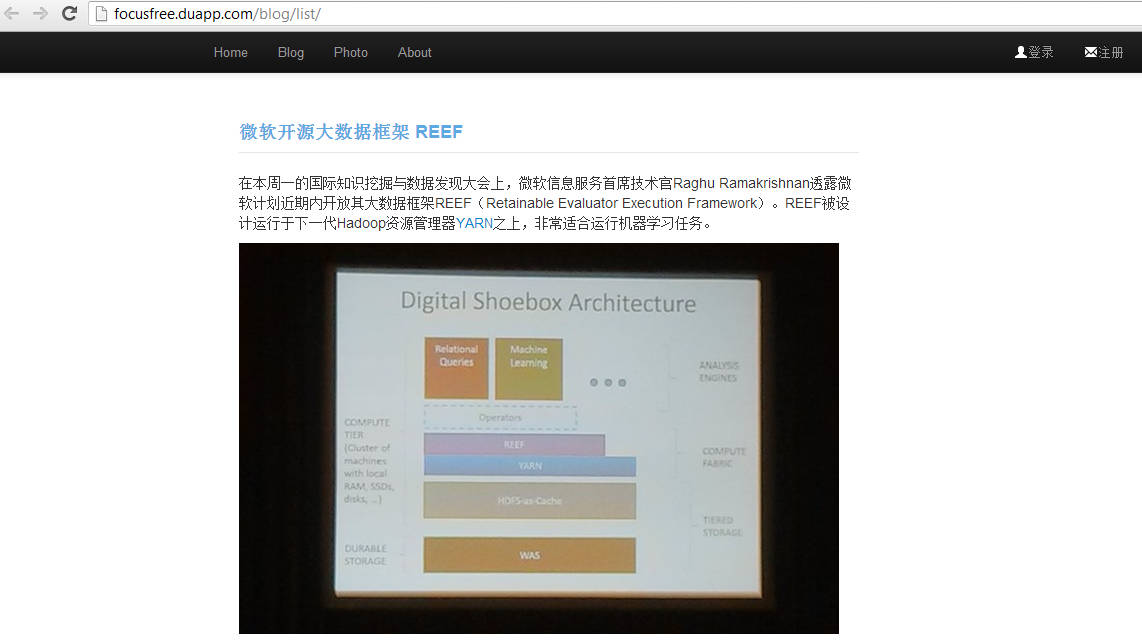 focusfree.duapp.com/blog/list/
Home Blog Photo About 登录 注册
微软开源大数据框架 REEF
在本周一的国际知识挖掘与数据发现大会上，微软信息服务首席技术官Raghu Ramakrishnan透露微
软计划近期内开放其大数据框架REEF（Retainable Evaluator Execution Framework）。REEF被设
计运行于下一代Hadoop资源管理器YARN之上，非常适合运行机器学习任务。
Digital Shoebox Architecture
Relational
Queries
Machine
Learning
ANALYSIS
ENGINES
Operators
COMPUTE
TIER
(Cluster of
machines
with local
RAM, SSDs,
disks, ...)
REEF
YARN
COMPUTE
FABRIC
HDFS-as-Cache
TIERED
STORAGE
DURABLE
STORAGE
WAS